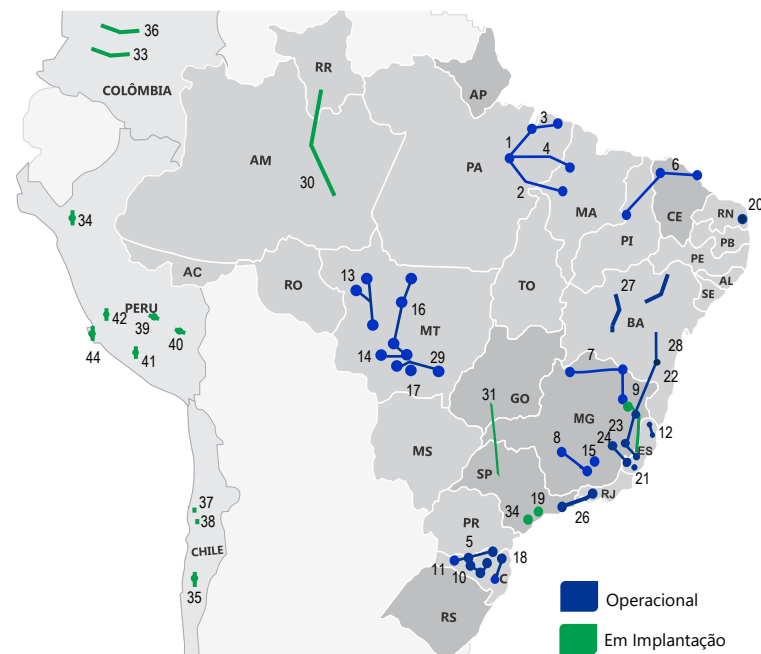 36
33
COLÔMBIA
RR
AP
3
1
4
AM
PA
6
30
2
20
34
MA
CE
RN
PB
PI
PE
AC
13
RO
TO
27
AL
SE
PERU
42
39
16
MT
BA
44
40
41
14
29
28
7
22
17
31
GO
9
MG
23
12
8
24
MS
15
ES
SP
21
37
19
RJ
34
26
38
PR
5
CHILE
11
18
10
C
35
Operacional
RS
Em Implantação